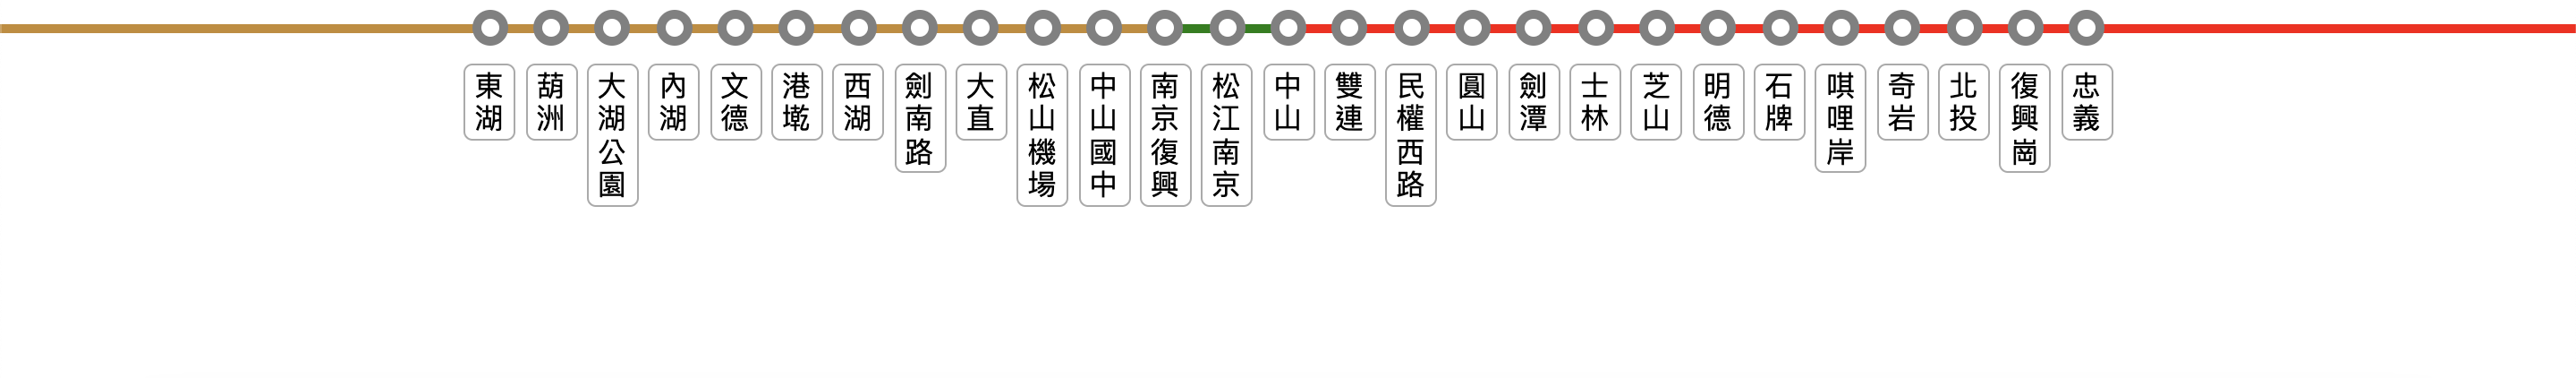 東湖
葫洲
大湖公園
內湖
文德
港墘
西湖
劍南路
大直
松山機場
中山國中
南京復興
松江南京
中山
雙連
民權西路
圓山
劍潭
士林
芝山
明德
石牌
唭哩岸
奇岩
北投
復興崗
忠義